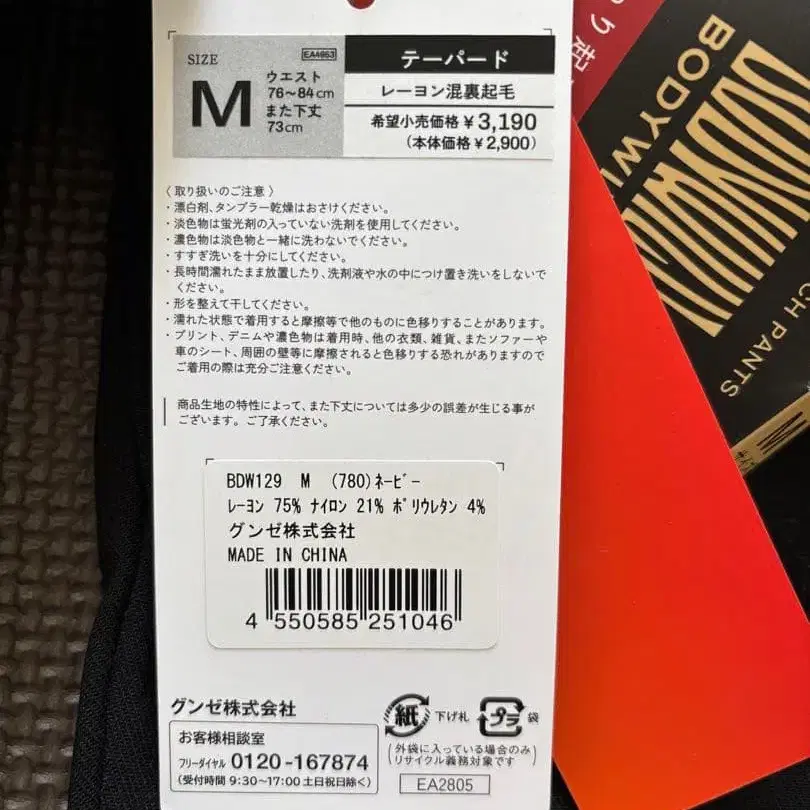 SIZE
EA4953
M
ウエスト
76～84cm
また下丈
73cm
テーパード
レーヨン混裏起毛
希望小売価格￥3,190
(本体価格￥2,900)
〈 取り扱いのご注意 〉
・漂白剤、タンブラー乾燥はおさけください。
・淡色物は蛍光剤の入っていない洗剤を使用してください。
・濃色物は淡色物と一緒に洗わないでください。
・すすぎ洗いを十分にしてください。
・長時間濡れたまま放置したり、洗剤液や水の中につけ置き洗いをしないで
ください。
・形を整えて干してください。
・濡れた状態で着用すると摩擦等で他のものに色移りすることがあります。
・プリント、デニムや濃色物は着用時、他の衣類、雑貨、またソファーや
車のシート、周囲の壁等に摩擦されると色移りする恐れがありますので
ご着用の際は充分ご注意ください。
商品生地の特性によって、また下丈については多少の誤差が生じる事が
ございます。ご了承ください。
BDW129 M (780)ネービー
レーヨン 75% ナイロン 21% ポリウレタン 4%
グンゼ株式会社
MADE IN CHINA
4 550585 251046
グンゼ株式会社
お客様相談室
フリーダイヤル 0120-167874
(受付時間 9:30～17:00 土日祝日除く)
紙 下げ札
プラ 袋
(外袋に入っている場合のみ
リサイクル義務対象です)
EA2805
り起
BODYWI
CH PANTS